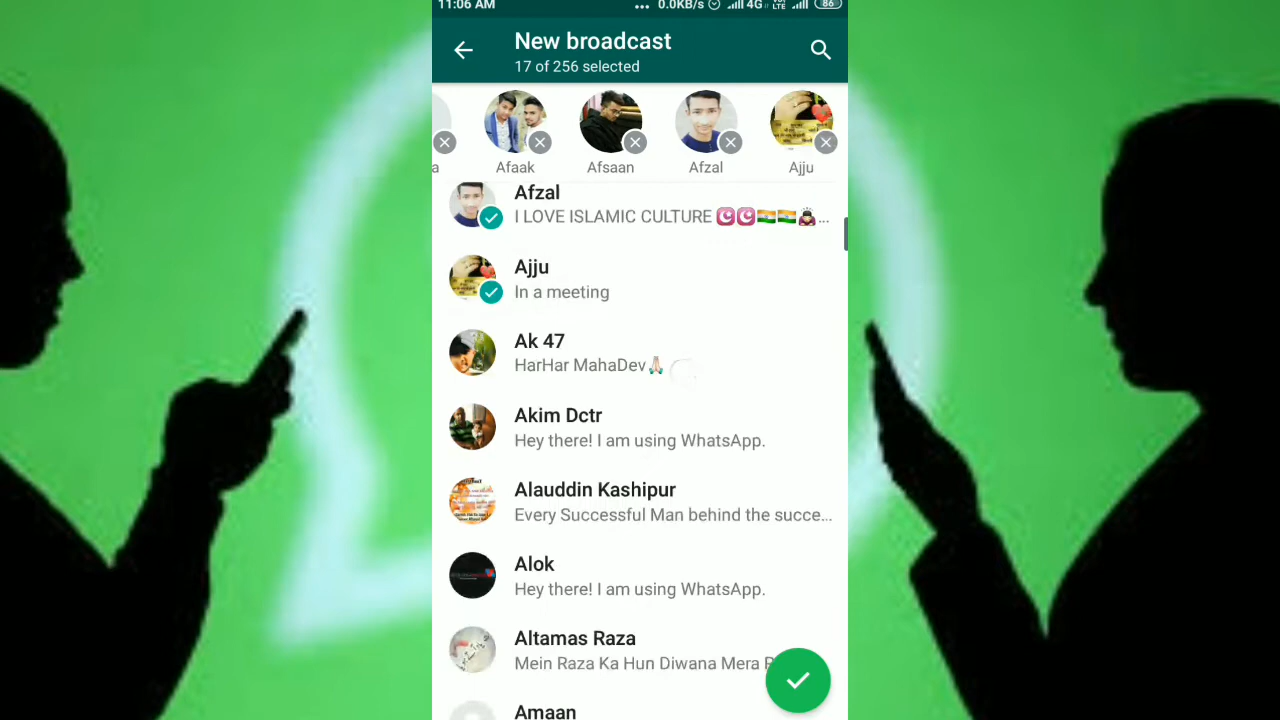 11:06 AM
... 0.0KB/s 4G VoLTE 86
New broadcast
17 of 256 selected
a Afaak Afsaan Afzal Ajju
Afzal
I LOVE ISLAMIC CULTURE ☪☪🇮🇳🇮🇳🙇🏻...
Ajju
In a meeting
Ak 47
HarHar MahaDev🙏🏻
Akim Dctr
Hey there! I am using WhatsApp.
Alauddin Kashipur
Every Successful Man behind the succe...
Alok
Hey there! I am using WhatsApp.
Altamas Raza
Mein Raza Ka Hun Diwana Mera
Amaan